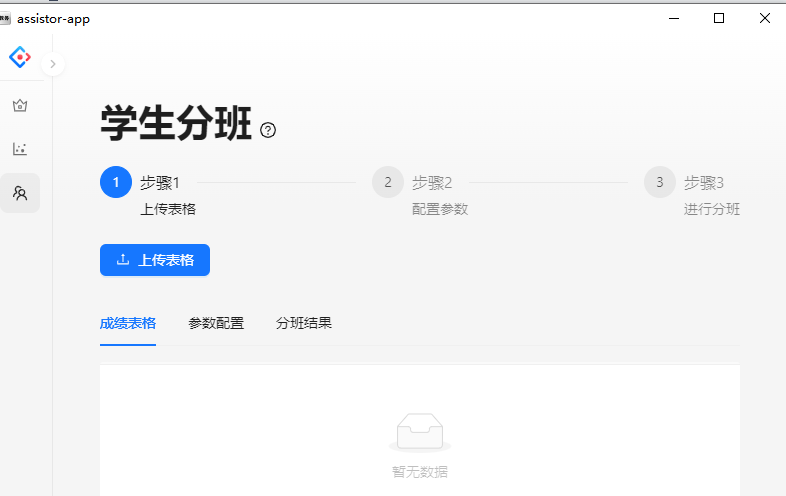 assistor-app
学生分班
1 步骤1
上传表格
2 步骤2
配置参数
3 步骤3
进行分班
上传表格
成绩表格 参数配置 分班结果
暂无数据